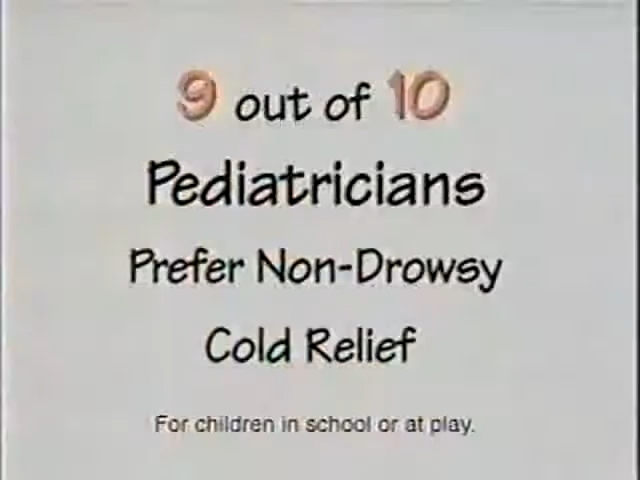 9 out of 10
Pediatricians
Prefer Non-Drowsy
Cold Relief
For children in school or at play.